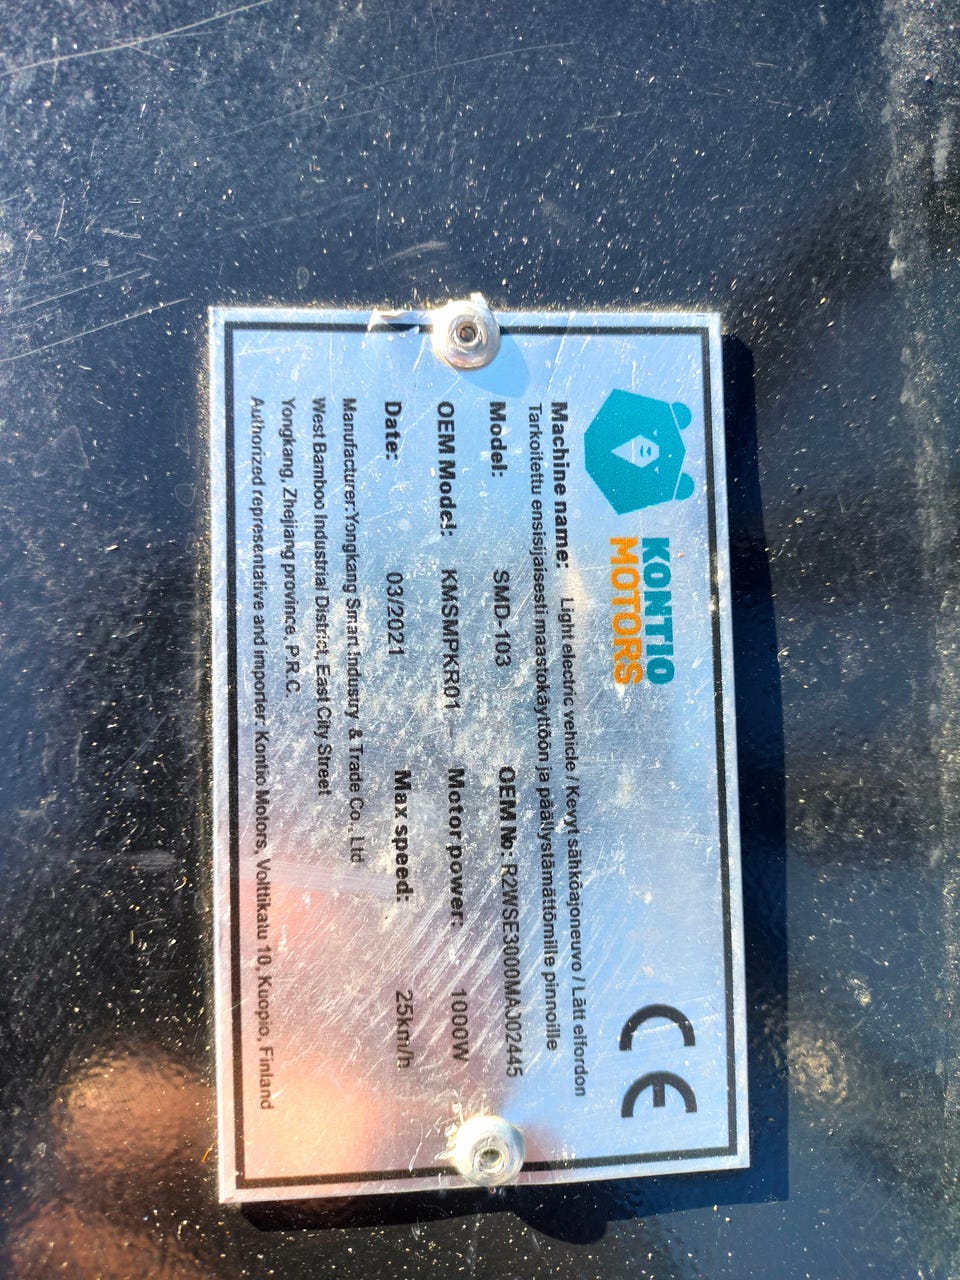 KONTIO
MOTORS
CE
Machine name: Light electric vehicle / Kevyt sähköajoneuvo / Lätt elfordon
Tarkoitettu ensisijaisesti maastokäyttöön ja päällystämättömille pinnoille
Model: SMD-103 OEM No: R2WSE3000MAJ02445
OEM Model: KMSMPKR01 Motor power: 1000W
Date: 03/2021 Max speed: 25km/h
Manufacturer:Yongkang Smart Industry & Trade Co., Ltd
West Bamboo Industrial District, East City Street
Yongkang, Zhejiang province, P.R.C.
Authorized representative and importer: Kontio Motors, Volttikatu 10, Kuopio, Finland